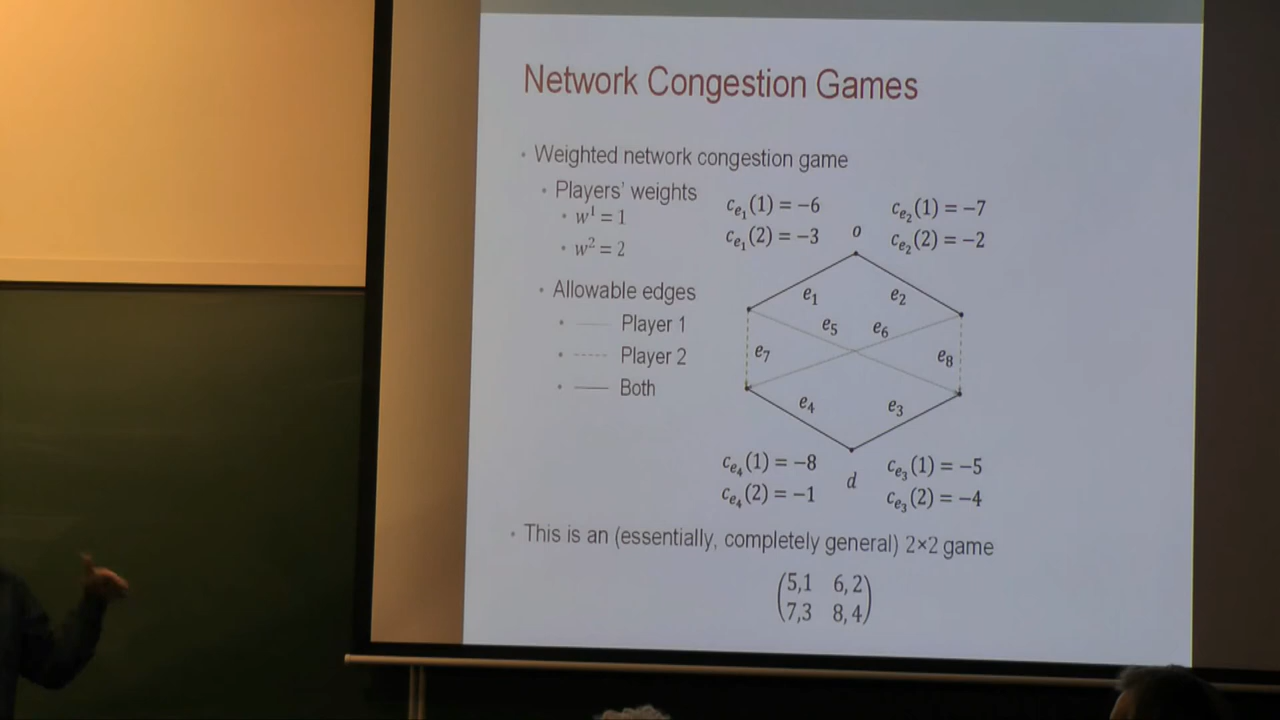 Network Congestion Games
• Weighted network congestion game
• Players' weights
• w¹ = 1
• w² = 2
c_{e₁}(1) = −6
c_{e₁}(2) = −3
c_{e₂}(1) = −7
c_{e₂}(2) = −2
o
• Allowable edges
• Player 1
• Player 2
• Both
e₁ e₂
e₅ e₆
e₇ e₈
e₄ e₃
c_{e₄}(1) = −8
c_{e₄}(2) = −1
d
c_{e₃}(1) = −5
c_{e₃}(2) = −4
• This is an (essentially, completely general) 2×2 game
(5,1 6,2
7,3 8,4)